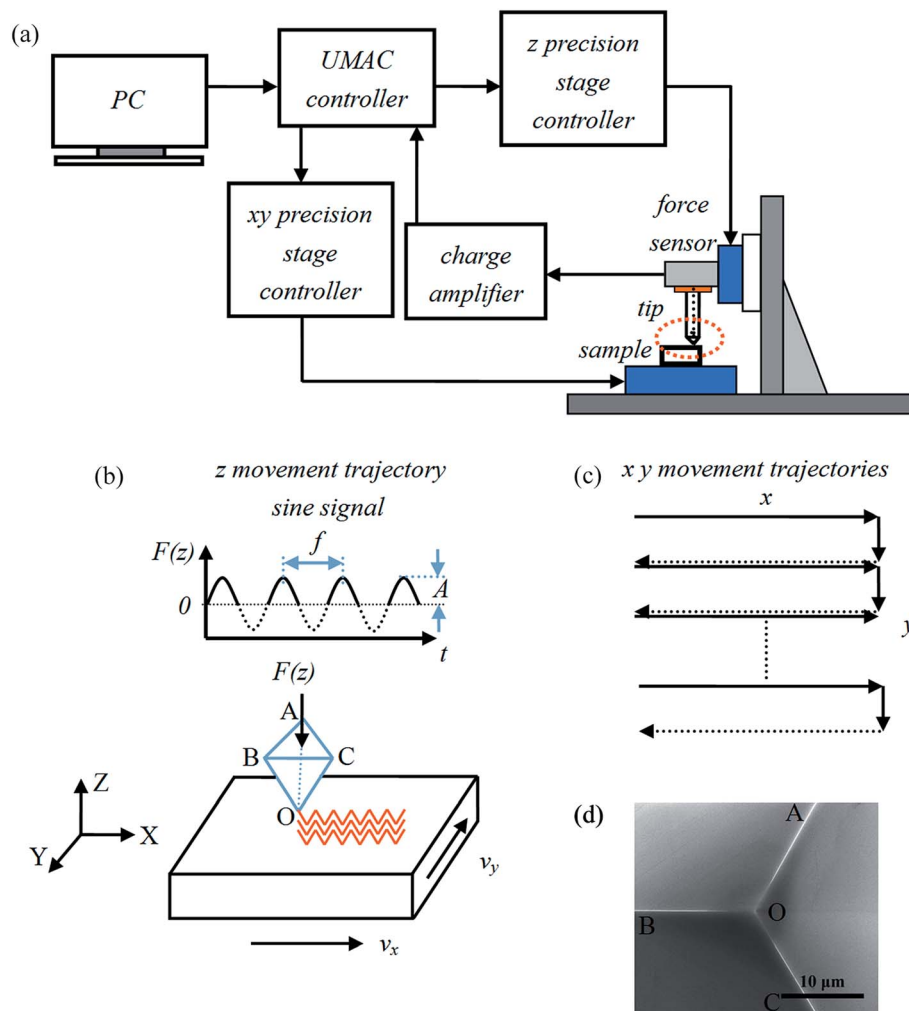 (a)
PC
UMAC
controller
z precision
stage
controller
xy precision
stage
controller
charge
amplifier
force
sensor
tip
sample
(b)
z movement trajectory
sine signal
F(z)
f
A
0
t
F(z)
A
B
C
O
Z
X
Y
v_y
v_x
(c)
x y movement trajectories
x
y
(d)
A
O
B
10 μm
C